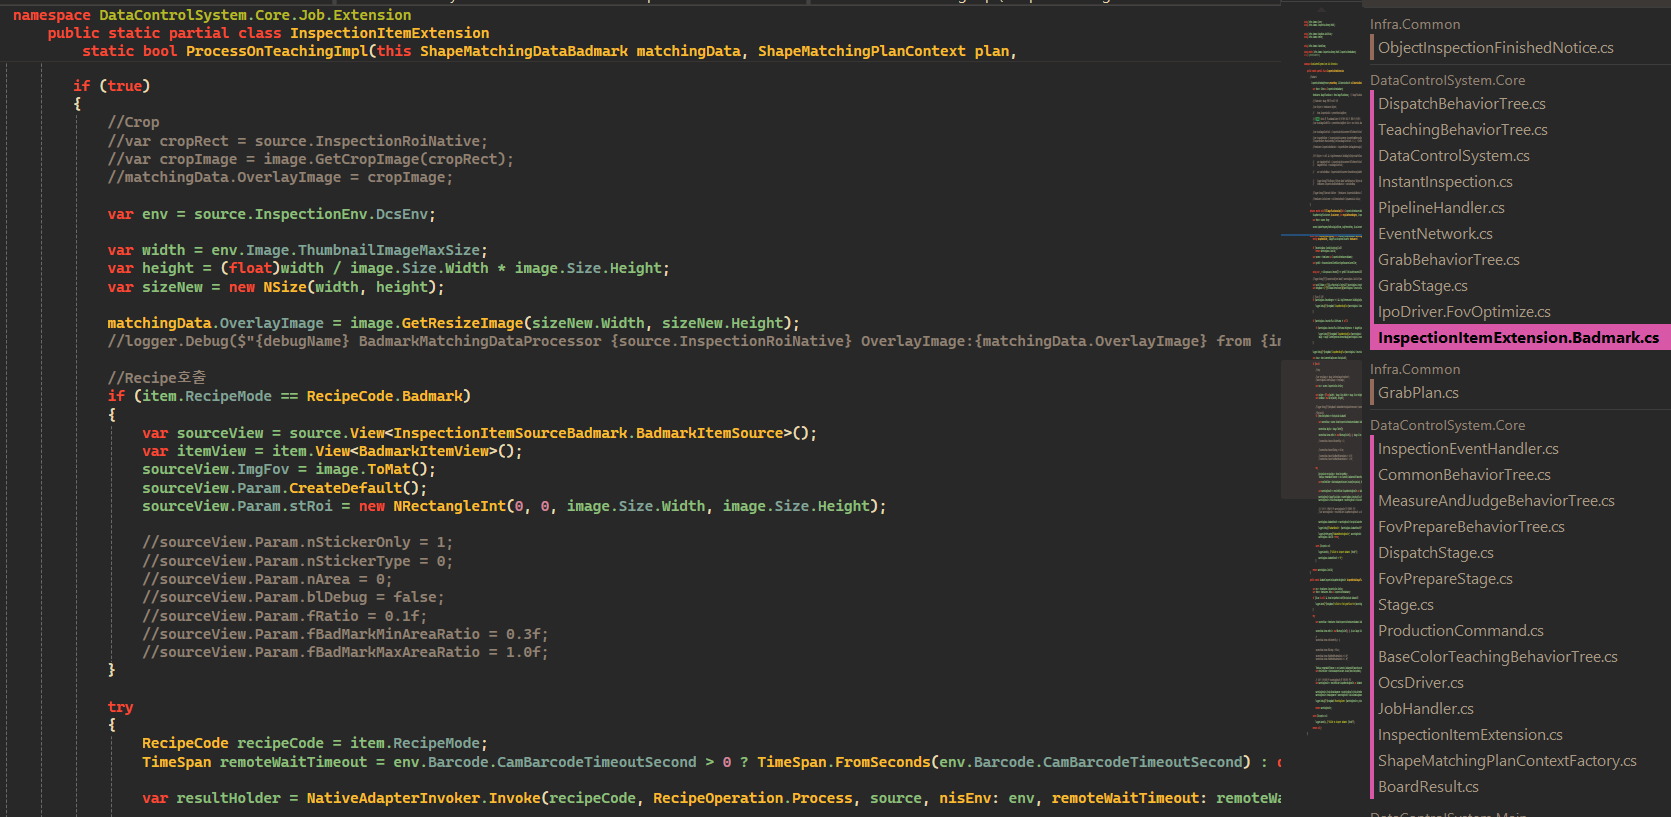 namespace DataControlSystem.Core.Job.Extension
public static partial class InspectionItemExtension
static bool ProcessOnTeachingImpl(this ShapeMatchingDataBadmark matchingData, ShapeMatchingPlanContext plan,
if (true)
{
//Crop
//var cropRect = source.InspectionRoiNative;
//var cropImage = image.GetCropImage(cropRect);
//matchingData.OverlayImage = cropImage;
var env = source.InspectionEnv.DcsEnv;
var width = env.Image.ThumbnailImageMaxSize;
var height = (float)width / image.Size.Width * image.Size.Height;
var sizeNew = new NSize(width, height);
matchingData.OverlayImage = image.GetResizeImage(sizeNew.Width, sizeNew.Height);
//logger.Debug($"{debugName} BadmarkMatchingDataProcessor {source.InspectionRoiNative} OverlayImage:{matchingData.OverlayImage} from {in
//Recipe호출
if (item.RecipeMode == RecipeCode.Badmark)
{
var sourceView = source.View<InspectionItemSourceBadmark.BadmarkItemSource>();
var itemView = item.View<BadmarkItemView>();
sourceView.ImgFov = image.ToMat();
sourceView.Param.CreateDefault();
sourceView.Param.stRoi = new NRectangleInt(0, 0, image.Size.Width, image.Size.Height);
//sourceView.Param.nStickerOnly = 1;
//sourceView.Param.nStickerType = 0;
//sourceView.Param.nArea = 0;
//sourceView.Param.blDebug = false;
//sourceView.Param.fRatio = 0.1f;
//sourceView.Param.fBadMarkMinAreaRatio = 0.3f;
//sourceView.Param.fBadMarkMaxAreaRatio = 1.0f;
}
try
{
RecipeCode recipeCode = item.RecipeMode;
TimeSpan remoteWaitTimeout = env.Barcode.CamBarcodeTimeoutSecond > 0 ? TimeSpan.FromSeconds(env.Barcode.CamBarcodeTimeoutSecond) :
var resultHolder = NativeAdapterInvoker.Invoke(recipeCode, RecipeOperation.Process, source, nisEnv: env, remoteWaitTimeout: remoteWa
Infra.Common
ObjectInspectionFinishedNotice.cs
DataControlSystem.Core
DispatchBehaviorTree.cs
TeachingBehaviorTree.cs
DataControlSystem.cs
InstantInspection.cs
PipelineHandler.cs
EventNetwork.cs
GrabBehaviorTree.cs
GrabStage.cs
IpoDriver.FovOptimize.cs
InspectionItemExtension.Badmark.cs
Infra.Common
GrabPlan.cs
DataControlSystem.Core
InspectionEventHandler.cs
CommonBehaviorTree.cs
MeasureAndJudgeBehaviorTree.cs
FovPrepareBehaviorTree.cs
DispatchStage.cs
FovPrepareStage.cs
Stage.cs
ProductionCommand.cs
BaseColorTeachingBehaviorTree.cs
OcsDriver.cs
JobHandler.cs
InspectionItemExtension.cs
ShapeMatchingPlanContextFactory.cs
BoardResult.cs